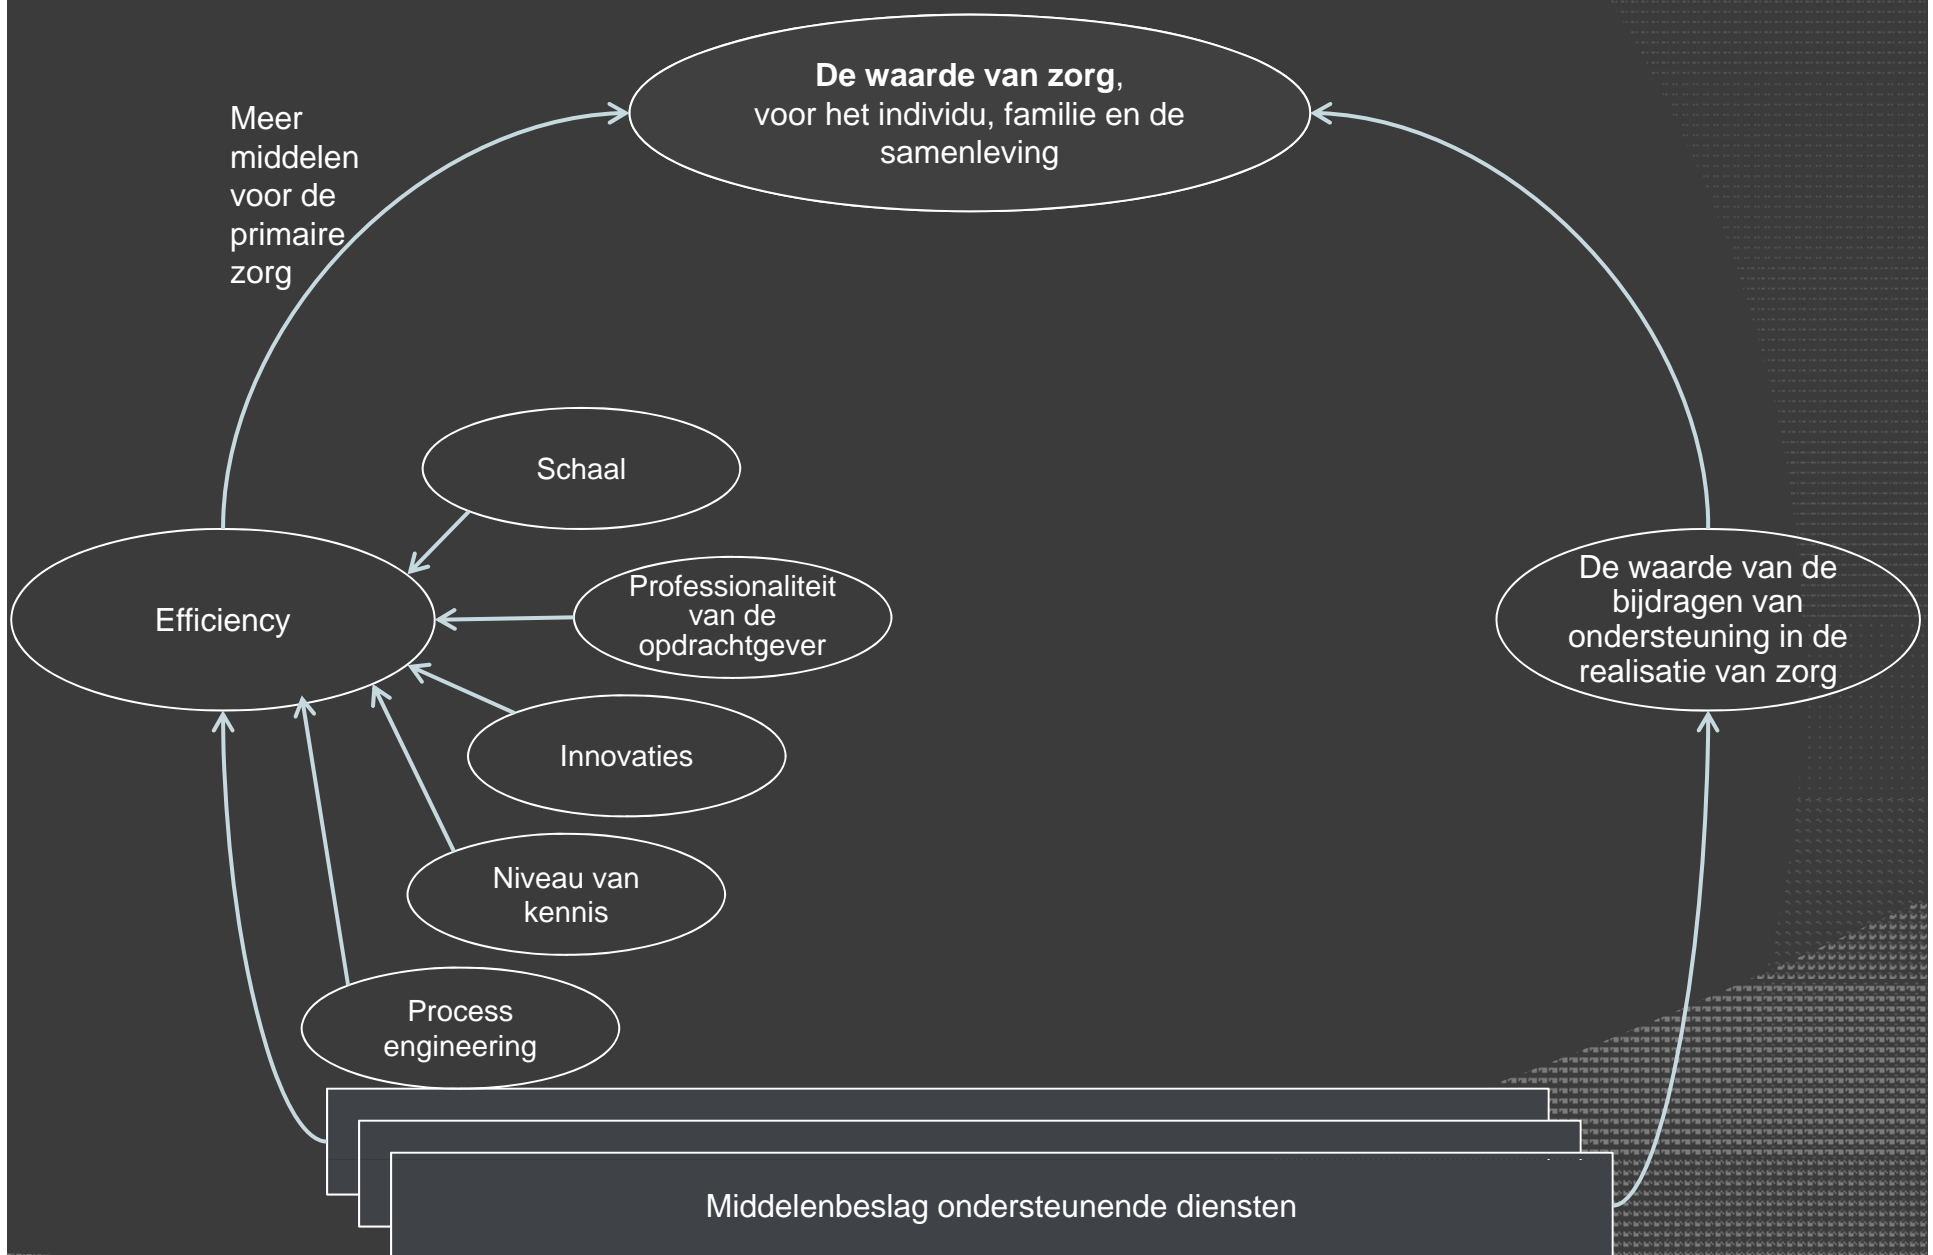 De waarde van zorg,
voor het individu, familie en de
samenleving
Meer
middelen
voor de
primaire
zorg
Schaal
Professionaliteit
van de
opdrachtgever
Efficiency
De waarde van de
bijdragen van
ondersteuning in de
realisatie van zorg
Innovaties
Niveau van
kennis
Process
engineering
Middelenbeslag ondersteunende diensten